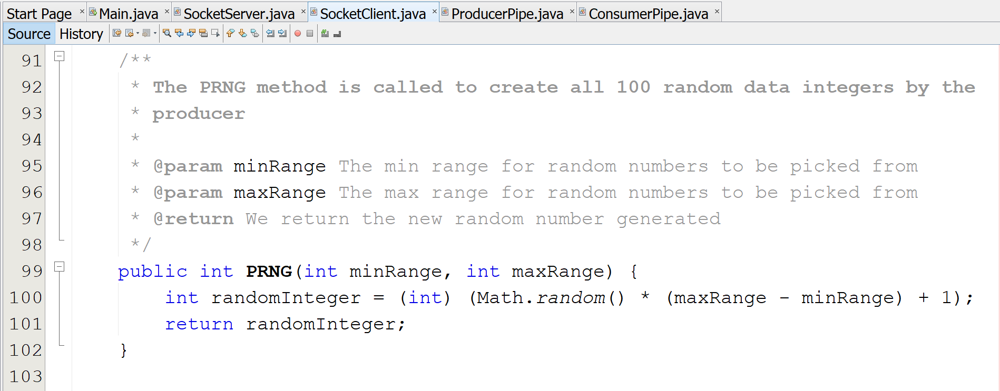 Start Page × Main.java × SocketServer.java × SocketClient.java × ProducerPipe.java × ConsumerPipe.java ×
Source History
91 /**
92 * The PRNG method is called to create all 100 random data integers by the
93 * producer
94 *
95 * @param minRange The min range for random numbers to be picked from
96 * @param maxRange The max range for random numbers to be picked from
97 * @return We return the new random number generated
98 */
99 public int PRNG(int minRange, int maxRange) {
100 int randomInteger = (int) (Math.random() * (maxRange - minRange) + 1);
101 return randomInteger;
102 }
103